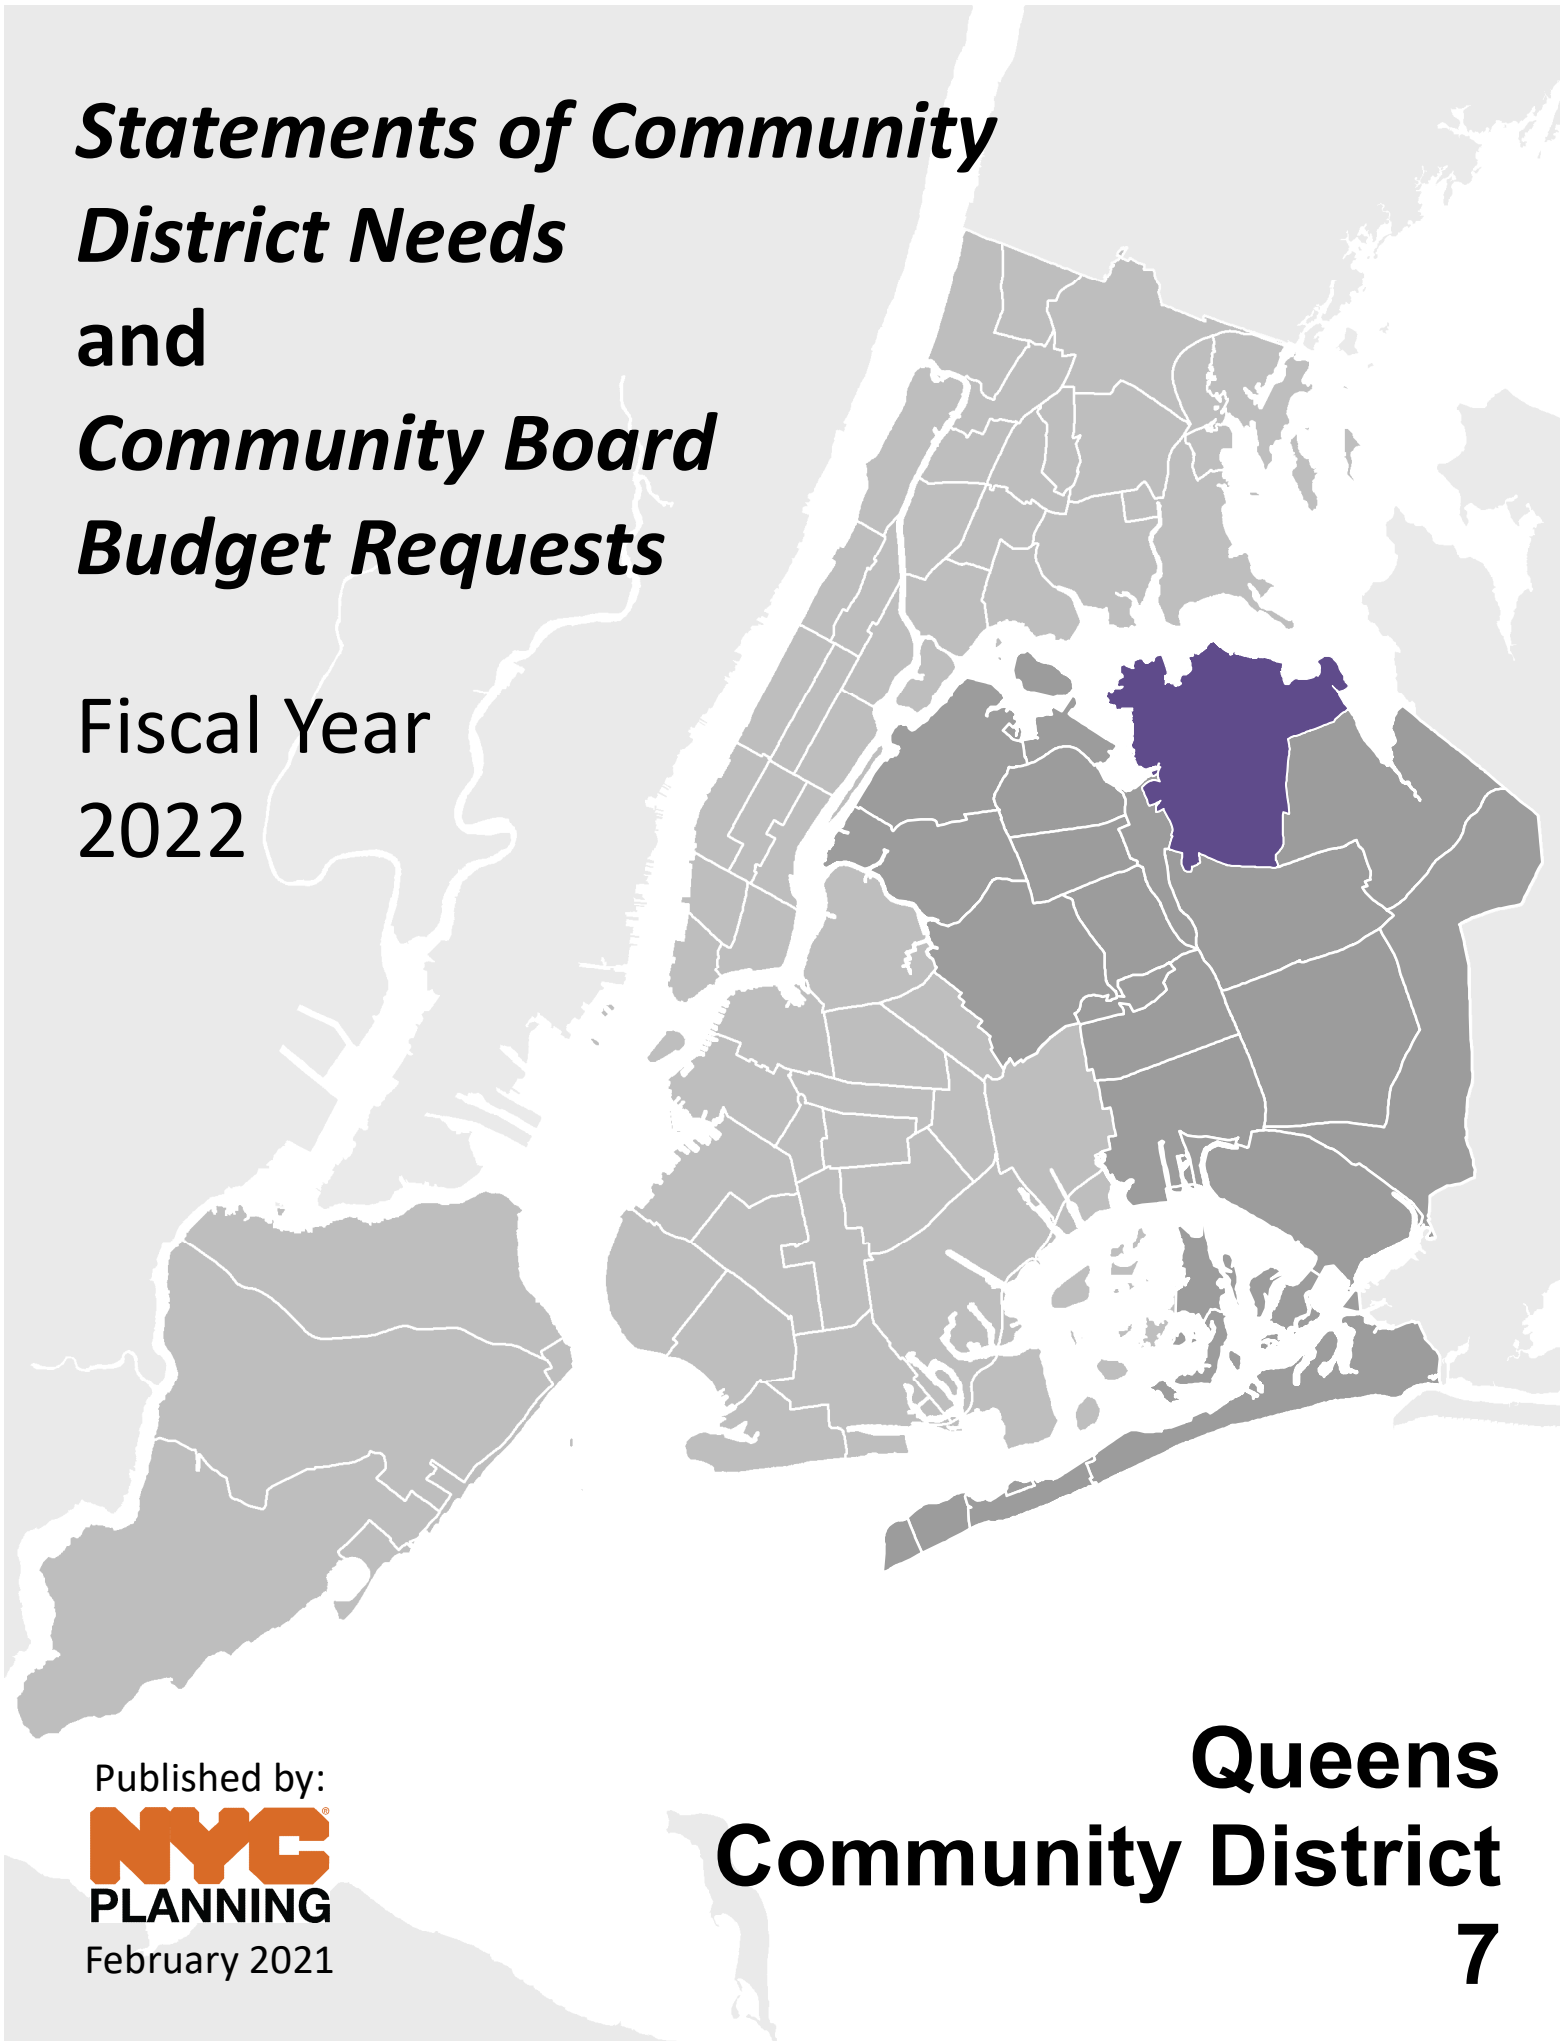 Statements of Community
District Needs
and
Community Board
Budget Requests
Fiscal Year
2022
Published by:
NYC®
PLANNING
February 2021
Queens
Community District
7